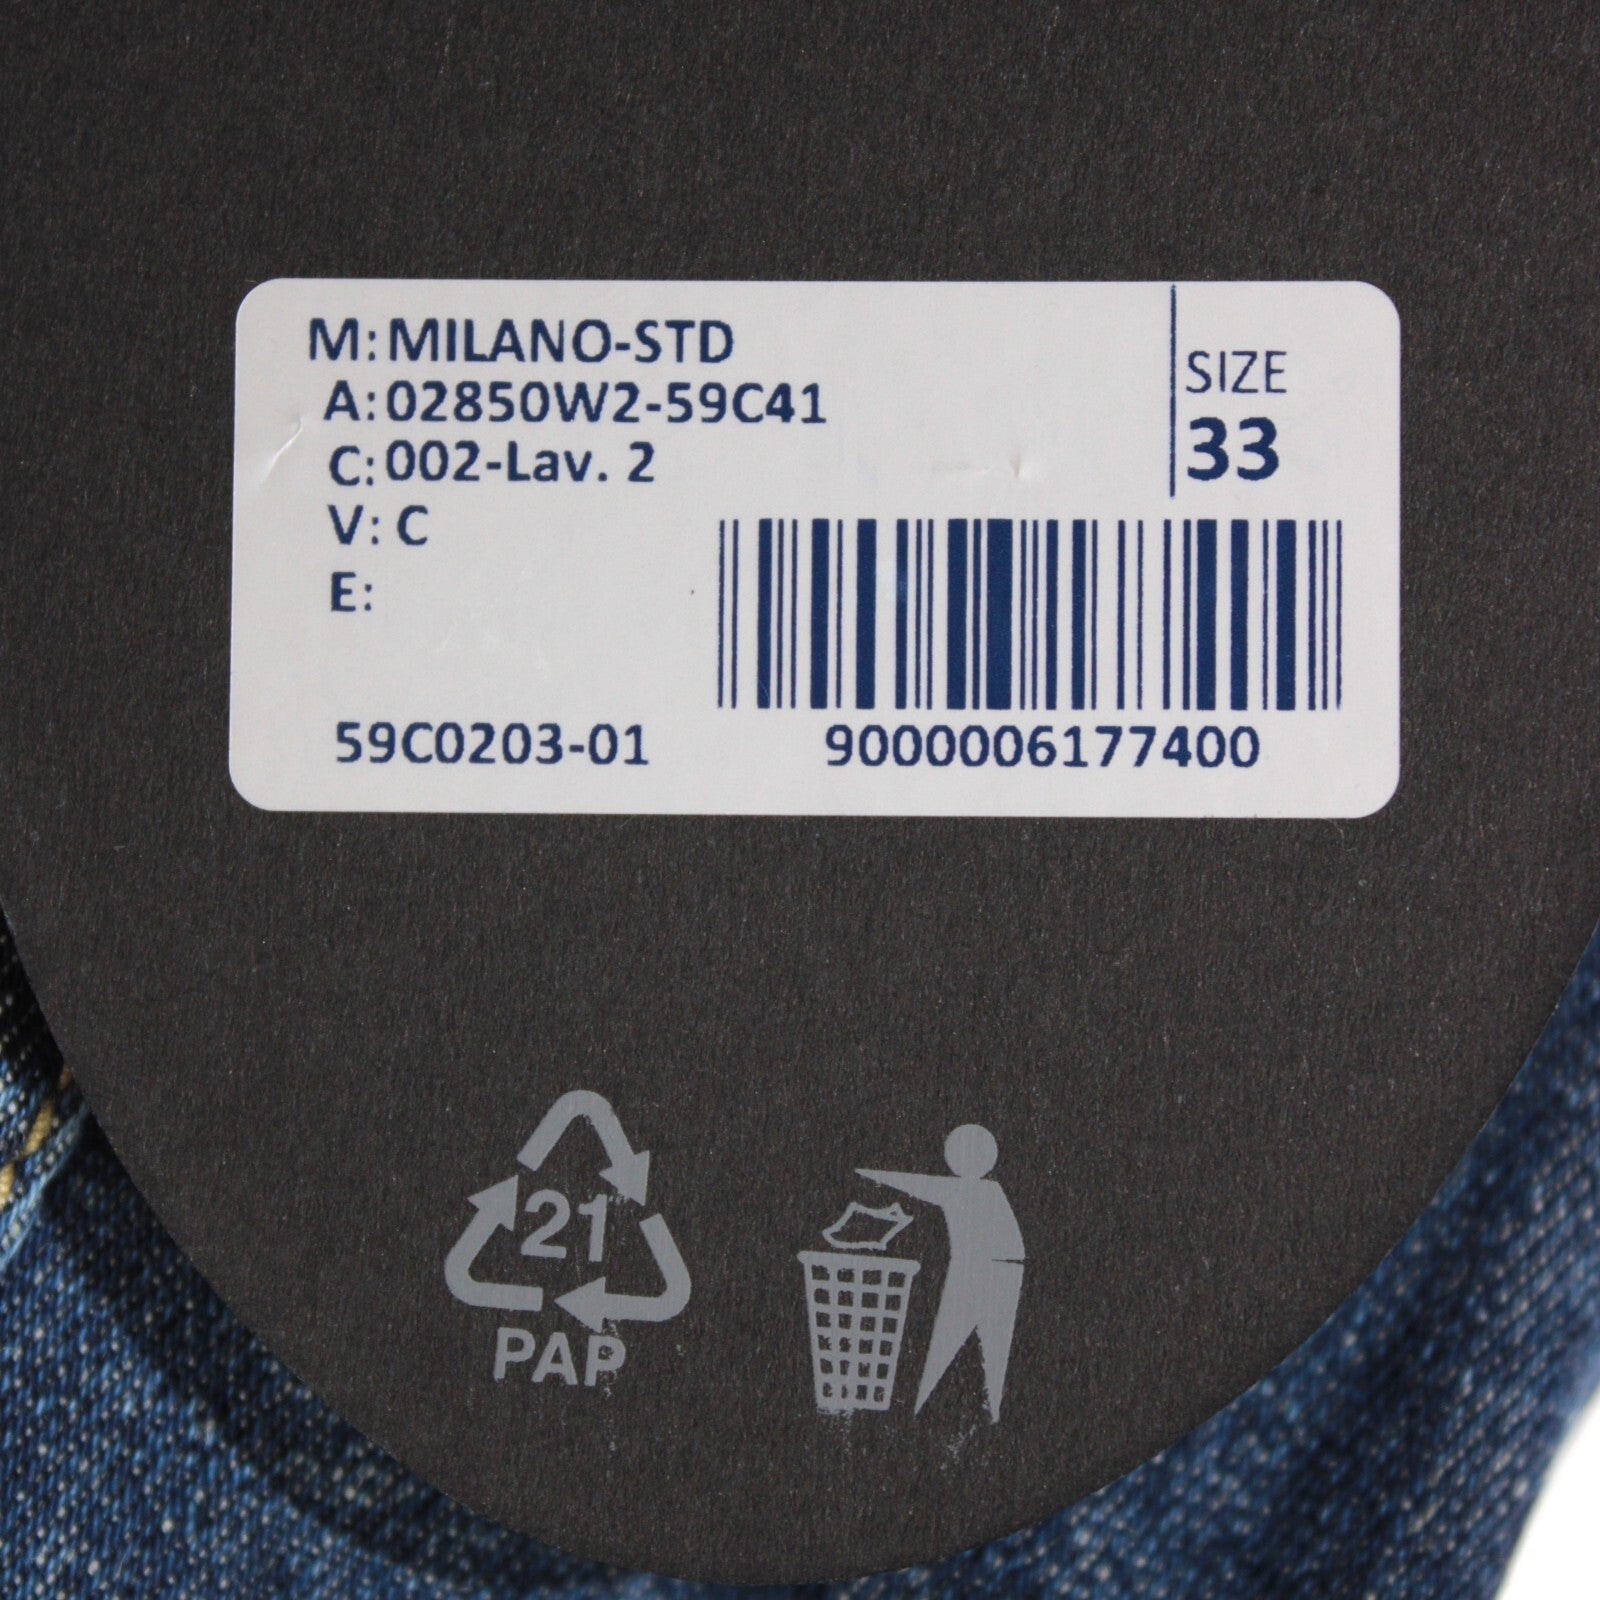 M: MILANO-STD
A: 02850W2-59C41
C: 002-Lav. 2
V: C
E:
SIZE
33
59C0203-01
9000006177400
21
PAP